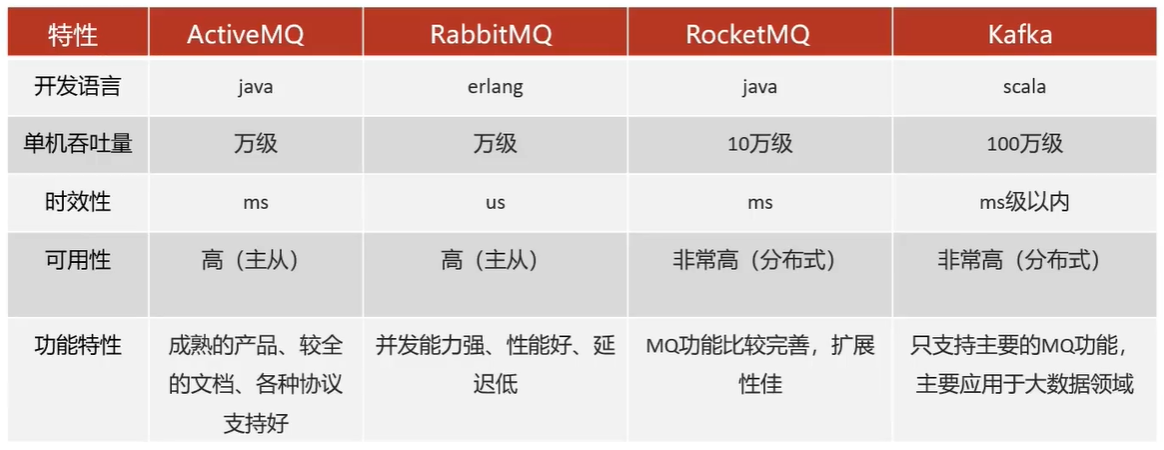 特性 ActiveMQ RabbitMQ RocketMQ Kafka
开发语言 java erlang java scala
单机吞吐量 万级 万级 10万级 100万级
时效性 ms us ms ms级以内
可用性 高（主从） 高（主从） 非常高（分布式） 非常高（分布式）
功能特性 成熟的产品、较全 并发能力强、性能好、延 MQ功能比较完善，扩展 只支持主要的MQ功能，
的文档、各种协议 迟低 性佳 主要应用于大数据领域
支持好